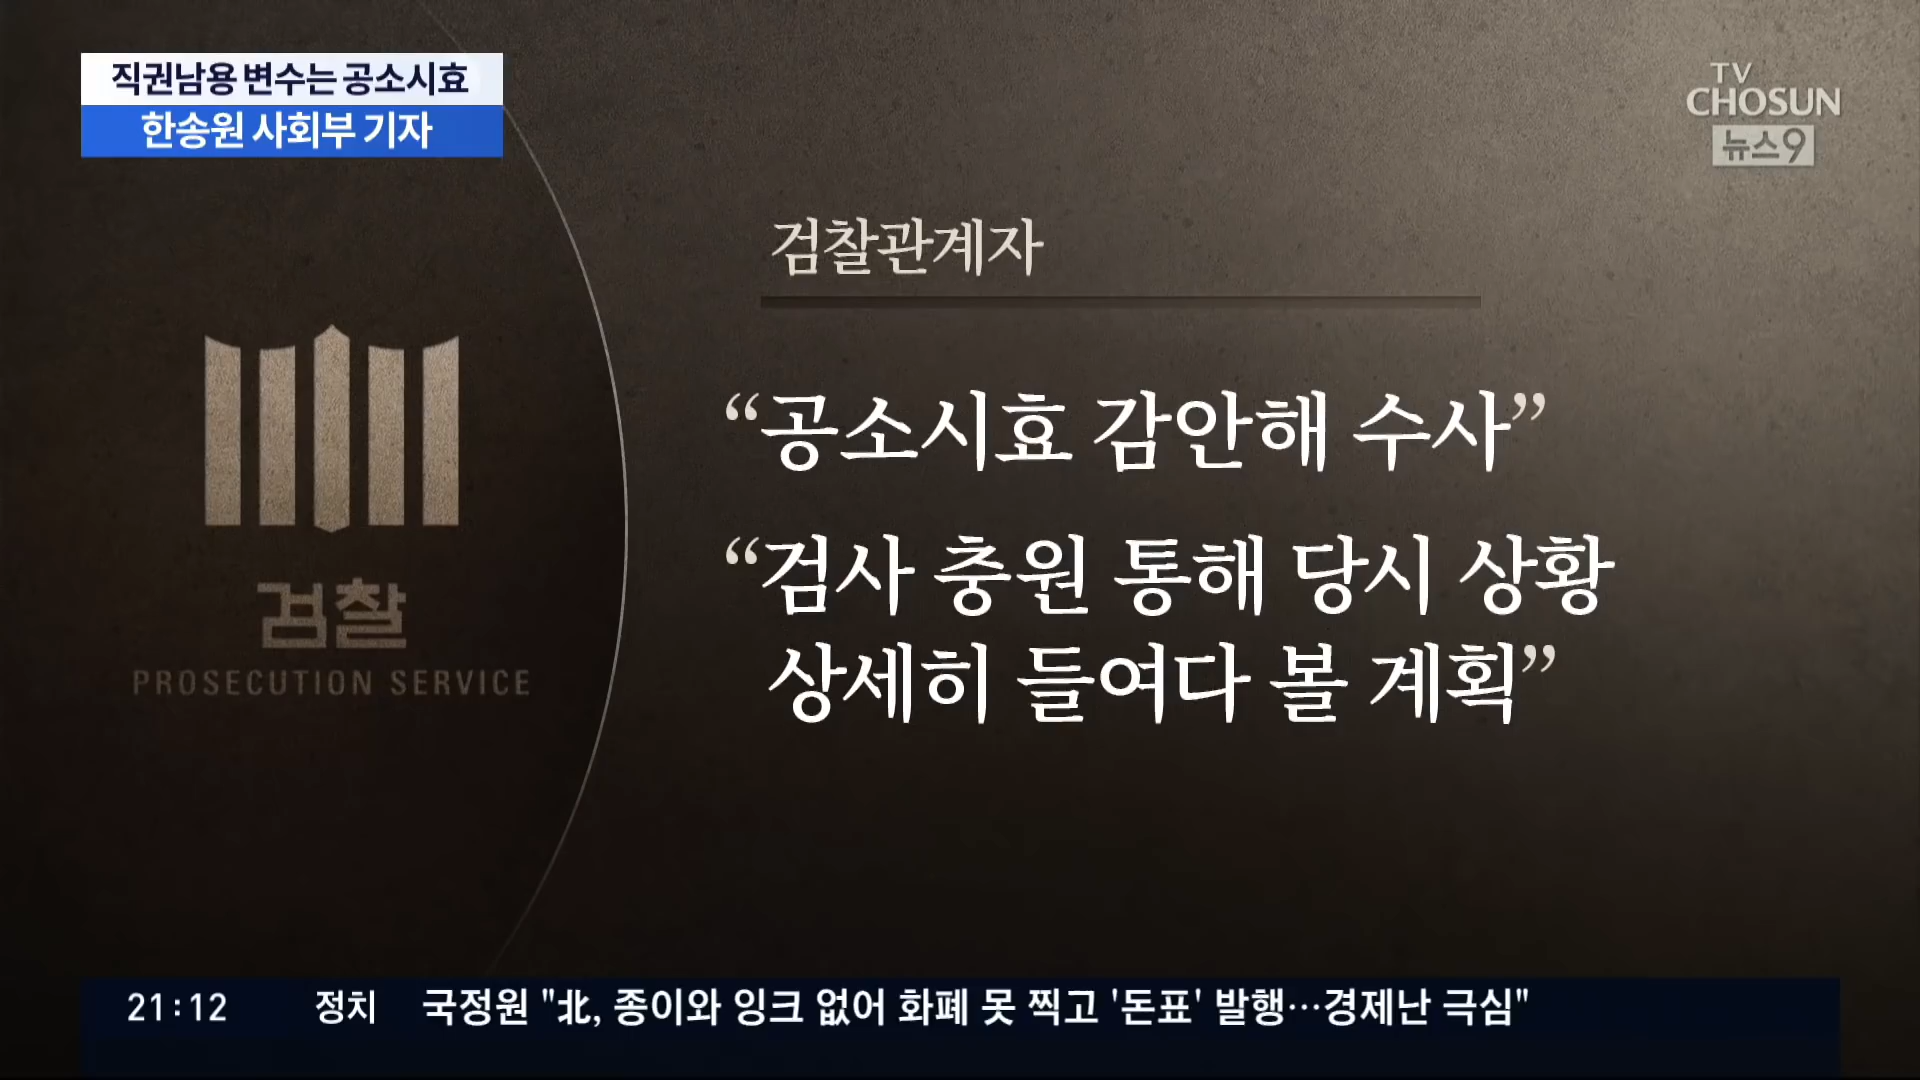 직권남용 변수는 공소시효
한송원 사회부 기자
TV
CHOSUN
뉴스9
검찰관계자
“공소시효 감안해 수사”
“검사 충원 통해 당시 상황
상세히 들여다 볼 계획”
검찰
PROSECUTION SERVICE
21:12 정치 국정원 "北, 종이와 잉크 없어 화폐 못 찍고 '돈표' 발행…경제난 극심"